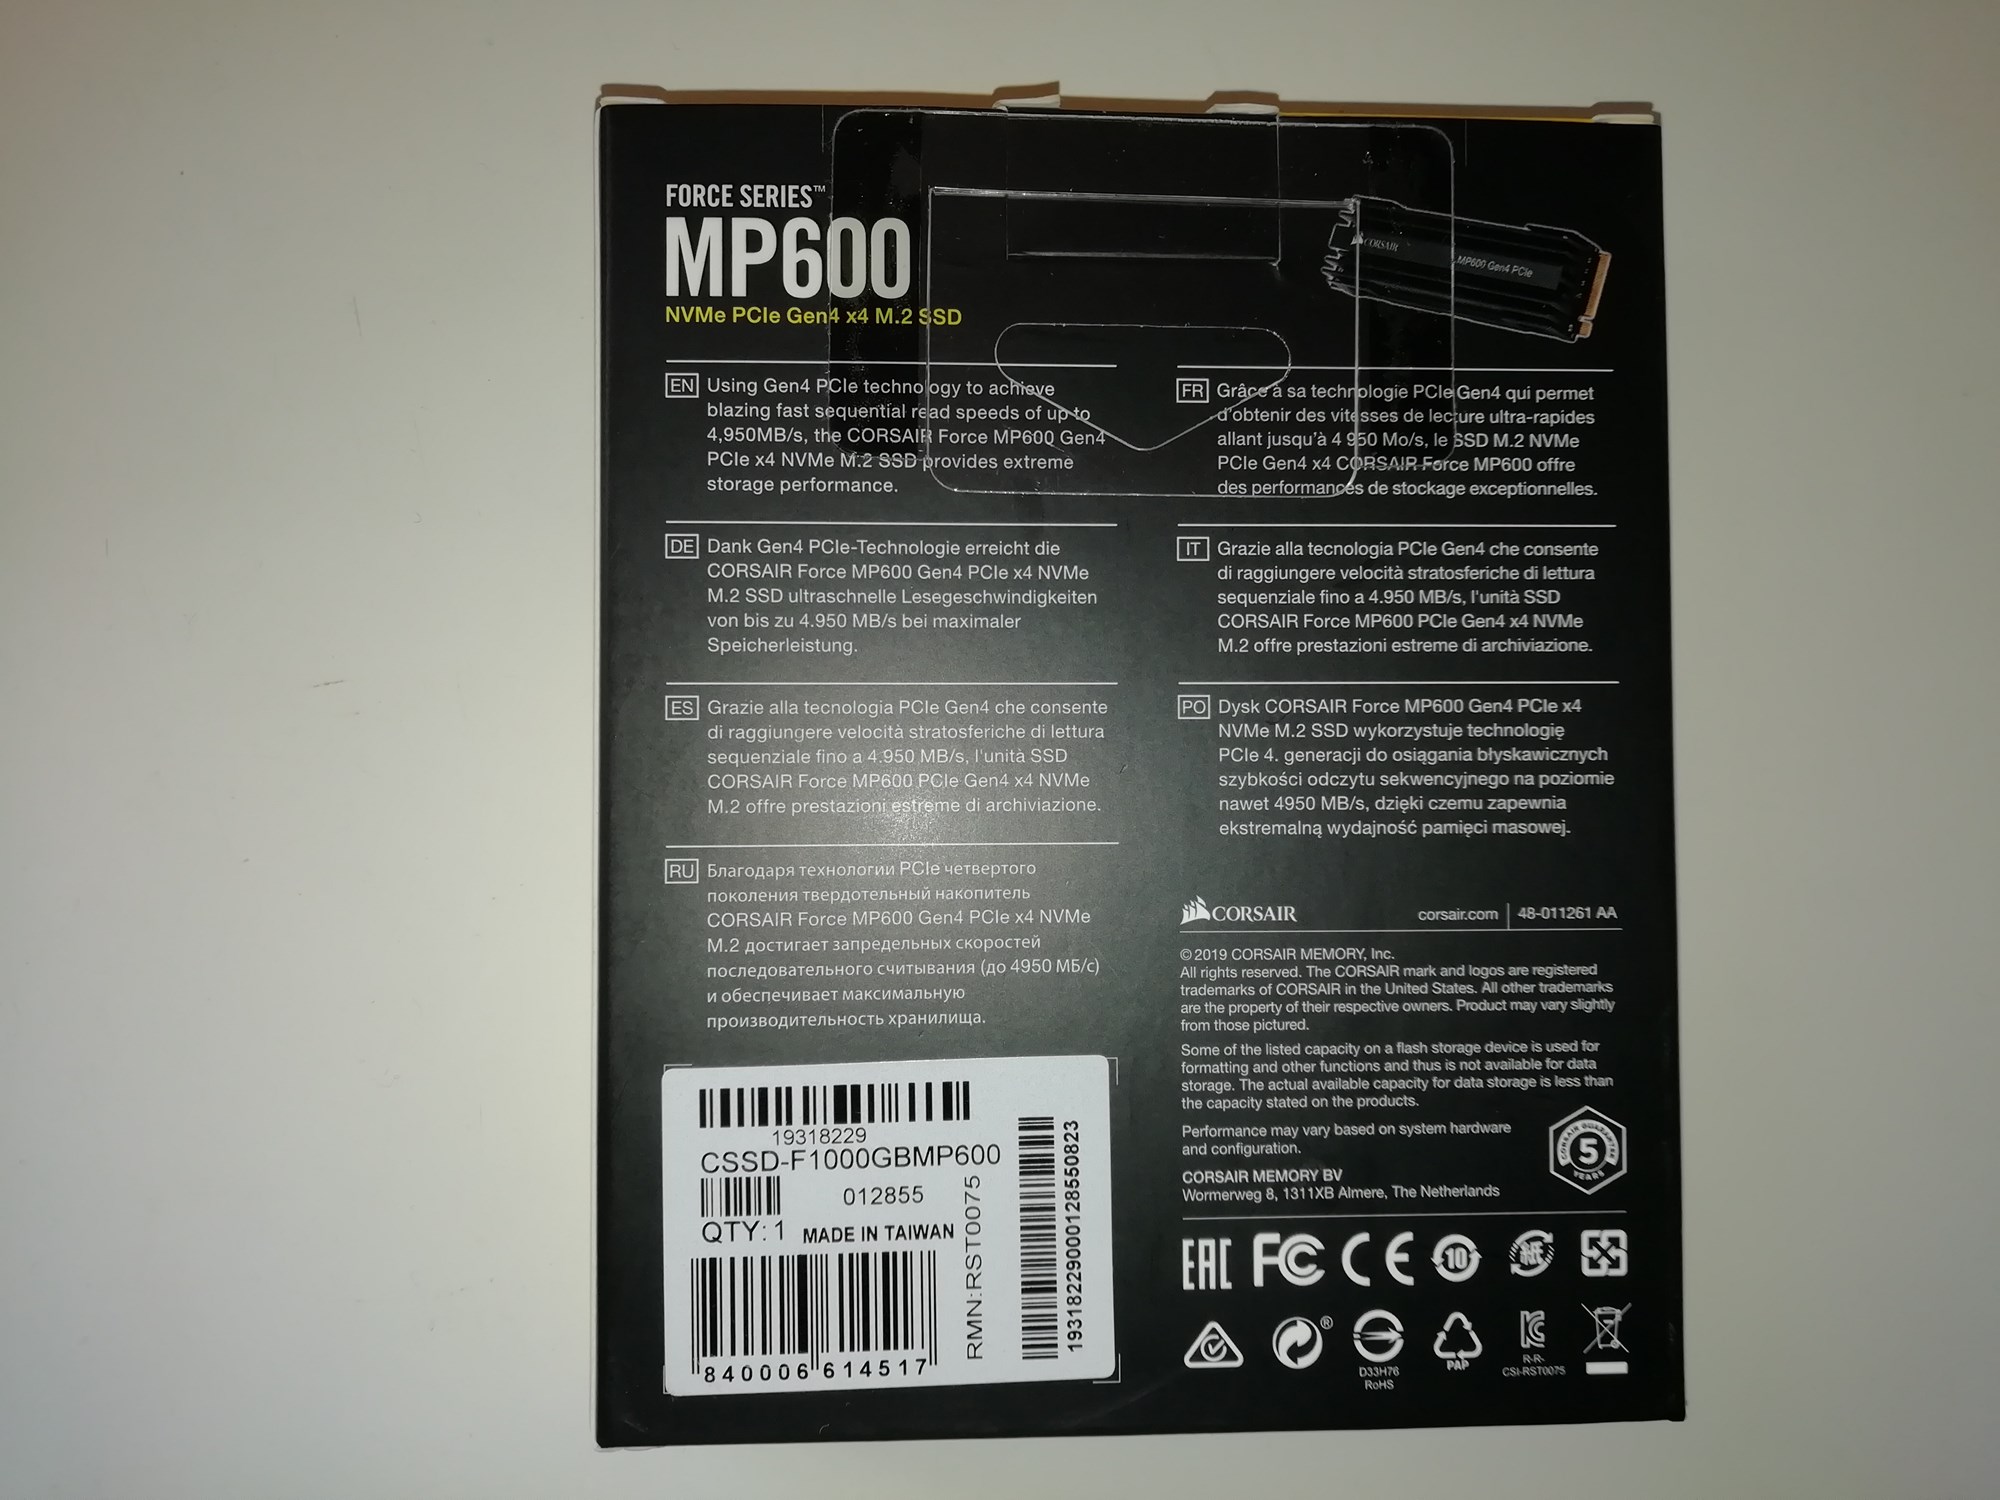 FORCE SERIES™
MP600
NVMe PCIe Gen4 x4 M.2 SSD
CORSAIR
MP600 Gen4 PCIe
EN Using Gen4 PCIe technology to achieve
blazing fast sequential read speeds of up to
4,950MB/s, the CORSAIR Force MP600 Gen4
PCIe x4 NVMe M.2 SSD provides extreme
storage performance.
FR Grâce à sa technologie PCIe Gen4 qui permet
d'obtenir des vitesses de lecture ultra-rapides
allant jusqu'à 4 950 Mo/s, le SSD M.2 NVMe
PCIe Gen4 x4 CORSAIR Force MP600 offre
des performances de stockage exceptionnelles.
DE Dank Gen4 PCIe-Technologie erreicht die
CORSAIR Force MP600 Gen4 PCIe x4 NVMe
M.2 SSD ultraschnelle Lesegeschwindigkeiten
von bis zu 4.950 MB/s bei maximaler
Speicherleistung.
IT Grazie alla tecnologia PCIe Gen4 che consente
di raggiungere velocità stratosferiche di lettura
sequenziale fino a 4.950 MB/s, l'unità SSD
CORSAIR Force MP600 PCIe Gen4 x4 NVMe
M.2 offre prestazioni estreme di archiviazione.
ES Grazie alla tecnologia PCIe Gen4 che consente
di raggiungere velocità stratosferiche di lettura
sequenziale fino a 4.950 MB/s, l'unità SSD
CORSAIR Force MP600 PCIe Gen4 x4 NVMe
M.2 offre prestazioni estreme di archiviazione.
PO Dysk CORSAIR Force MP600 Gen4 PCIe x4
NVMe M.2 SSD wykorzystuje technologię
PCIe 4. generacji do osiągania błyskawicznych
szybkości odczytu sekwencyjnego na poziomie
nawet 4950 MB/s, dzięki czemu zapewnia
ekstremalną wydajność pamięci masowej.
RU Благодаря технологии PCIe четвертого
поколения твердотельный накопитель
CORSAIR Force MP600 Gen4 PCIe x4 NVMe
M.2 достигает запредельных скоростей
последовательного считывания (до 4950 МБ/с)
и обеспечивает максимальную
производительность хранилища.
CORSAIR corsair.com | 48-011261 AA
© 2019 CORSAIR MEMORY, Inc.
All rights reserved. The CORSAIR mark and logos are registered
trademarks of CORSAIR in the United States. All other trademarks
are the property of their respective owners. Product may vary slightly
from those pictured.
Some of the listed capacity on a flash storage device is used for
formatting and other functions and thus is not available for data
storage. The actual available capacity for data storage is less than
the capacity stated on the products.
Performance may vary based on system hardware
and configuration.
CORSAIR MEMORY BV
Wormerweg 8, 1311XB Almere, The Netherlands
CORSAIR GUARANTEE
5
YEARS
19318229
CSSD-F1000GBMP600
012855
QTY: 1 MADE IN TAIWAN
840006 614517
RMN:RST0075
19318229000128550823
EAC FC CE 10 紙
®
D33H76
RoHS
PAP
R-R-
CSI-RST0075